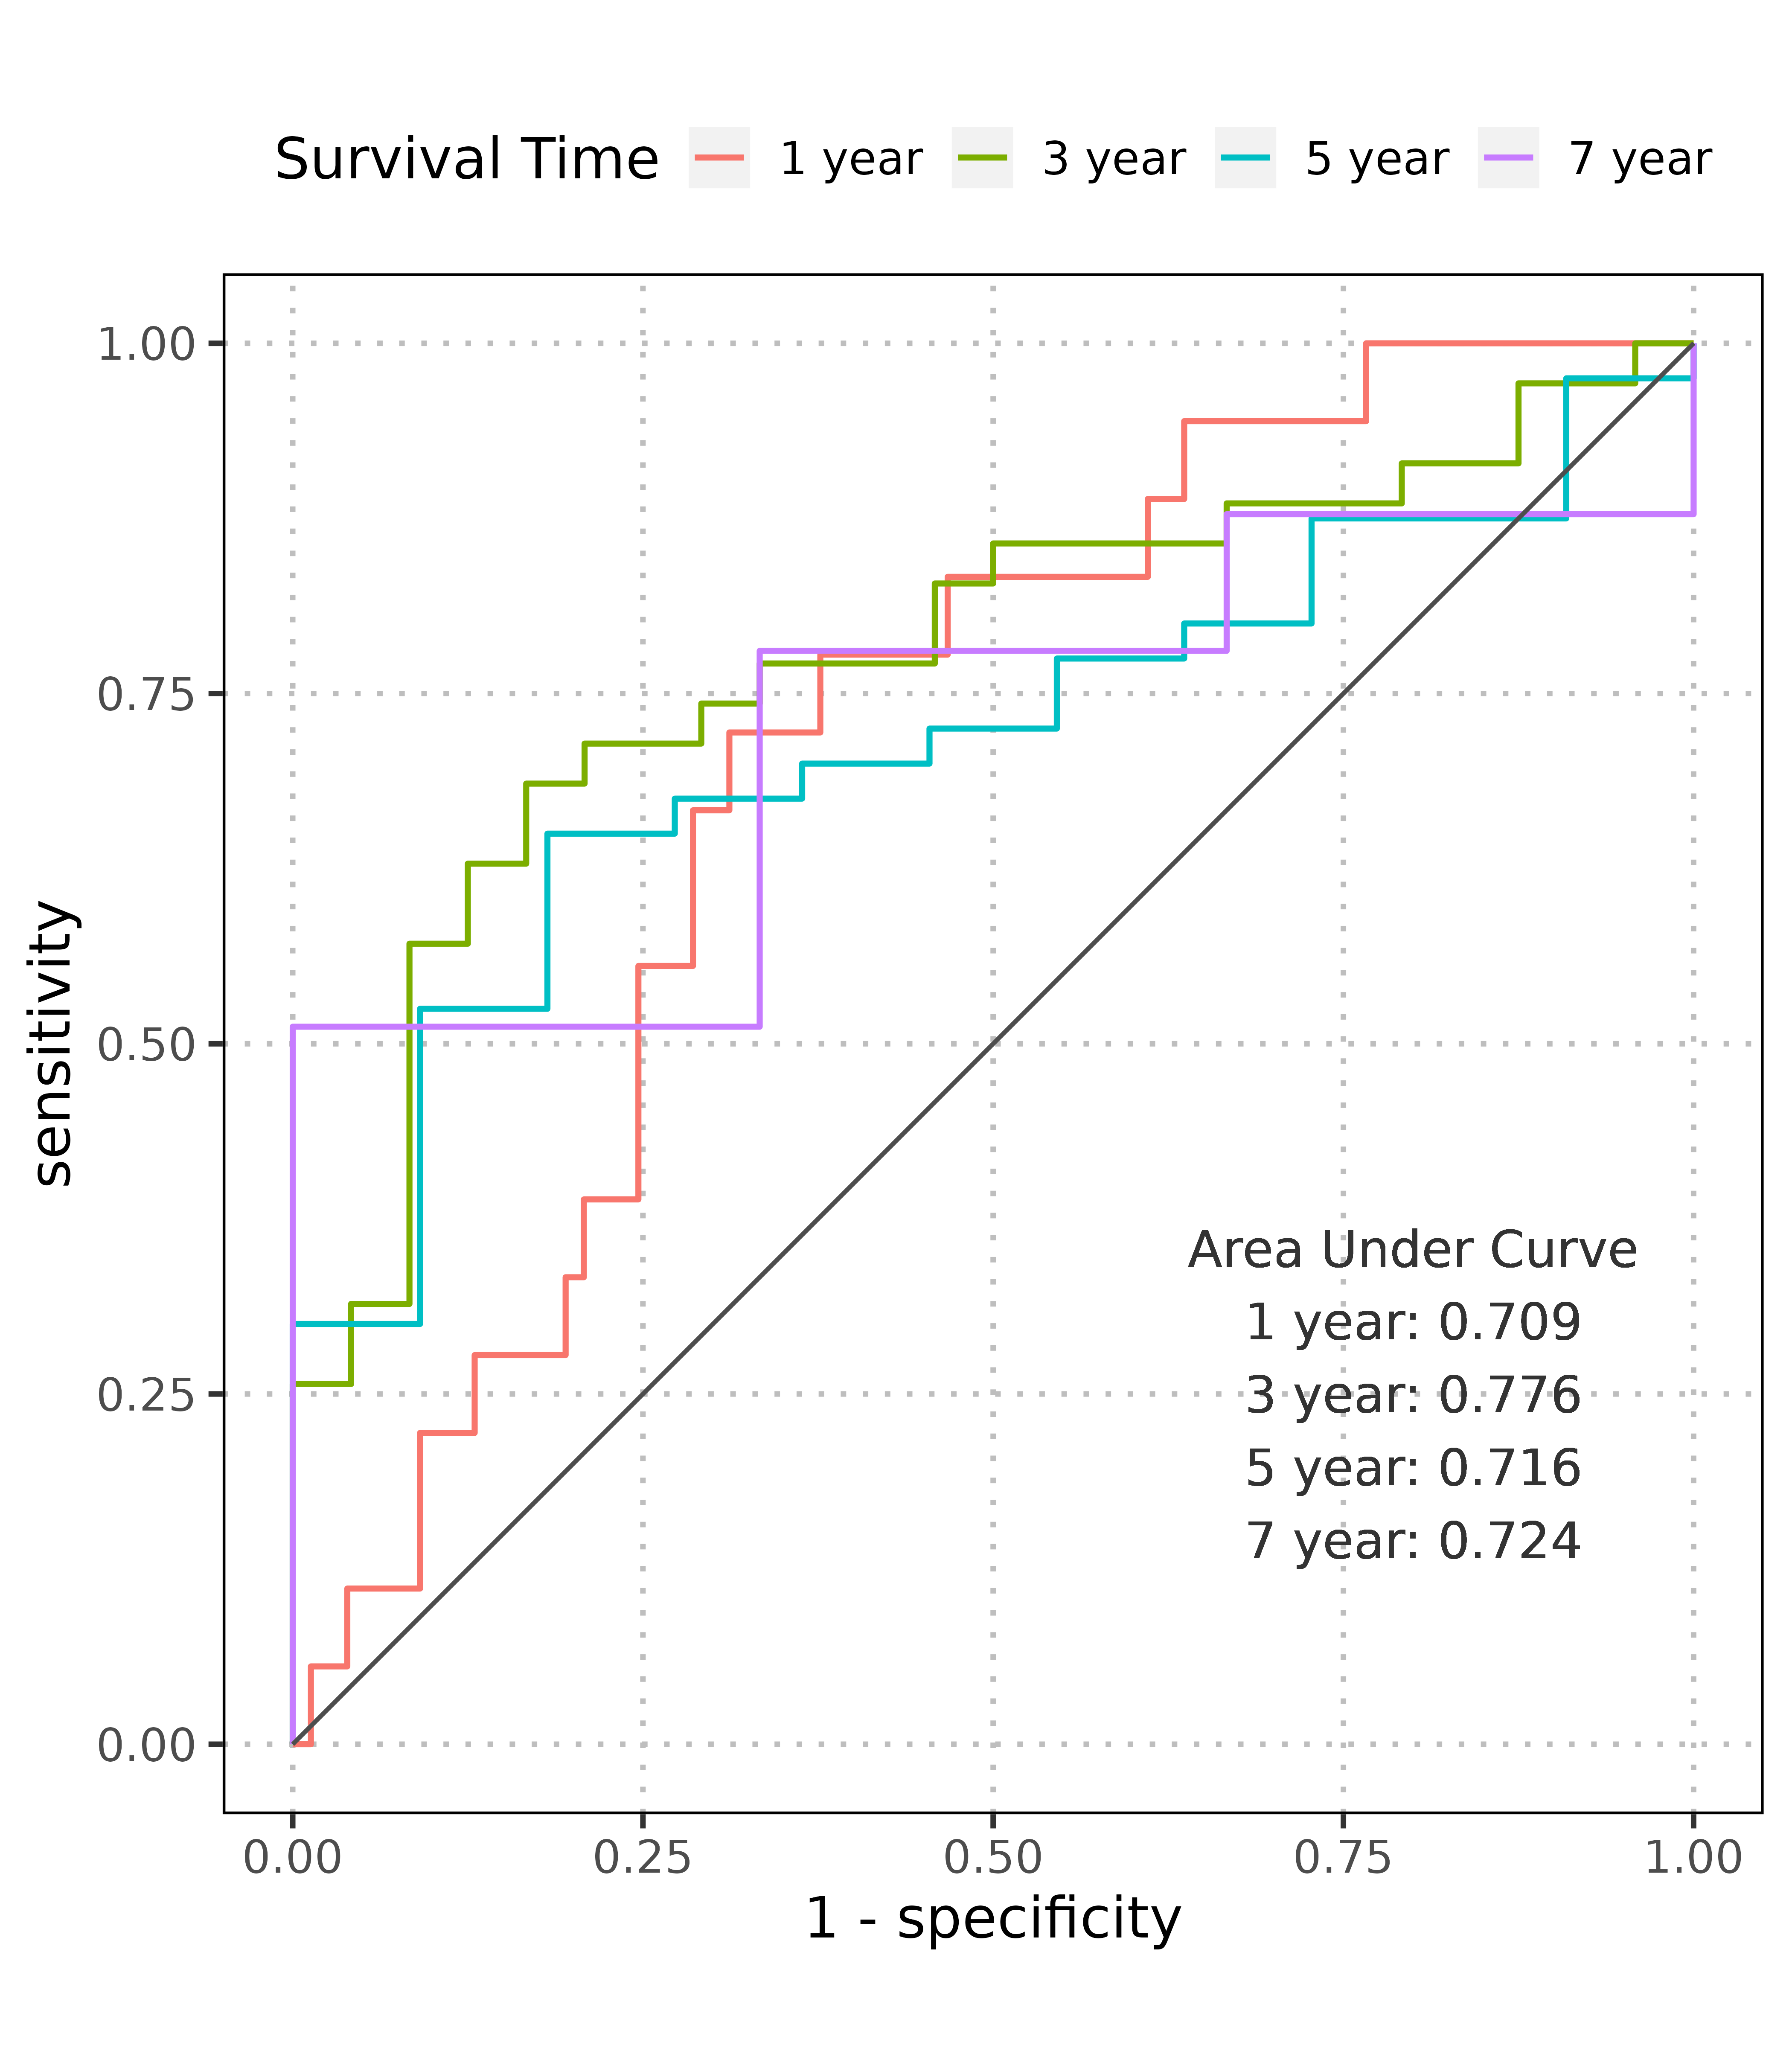 Survival Time 1 year 3 year 5 year 7 year
1.00
0.75
0.50
0.25
0.00
sensitivity
Area Under Curve
1 year: 0.709
3 year: 0.776
5 year: 0.716
7 year: 0.724
0.00 0.25 0.50 0.75 1.00
1 - specificity